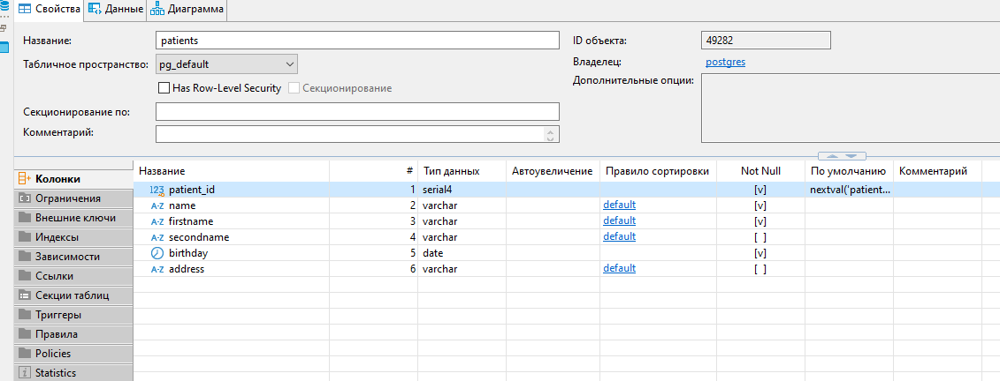 Свойства Данные Диаграмма
Название: patients ID объекта: 49282
Табличное пространство: pg_default Владелец: postgres
Has Row-Level Security Секционирование Дополнительные опции:
Секционирование по:
Комментарий:
Название # Тип данных Автоувеличение Правило сортировки Not Null По умолчанию Комментарий
Колонки 123 patient_id 1 serial4 [v] nextval('patient...
Ограничения A-Z name 2 varchar default [v]
Внешние ключи A-Z firstname 3 varchar default [v]
Индексы A-Z secondname 4 varchar default [ ]
Зависимости birthday 5 date [v]
Ссылки A-Z address 6 varchar default [ ]
Секции таблиц
Триггеры
Правила
Policies
Statistics